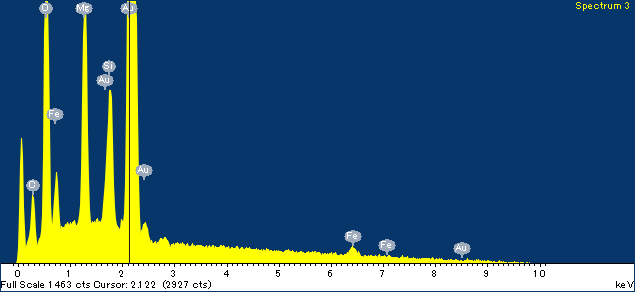 Spectrum 3
O Mg Au
Si
Au
Fe
Au
O
Fe
Fe
Au
0 1 2 3 4 5 6 7 8 9 10
Full Scale 1463 cts Cursor: 2.122 (2927 cts) keV